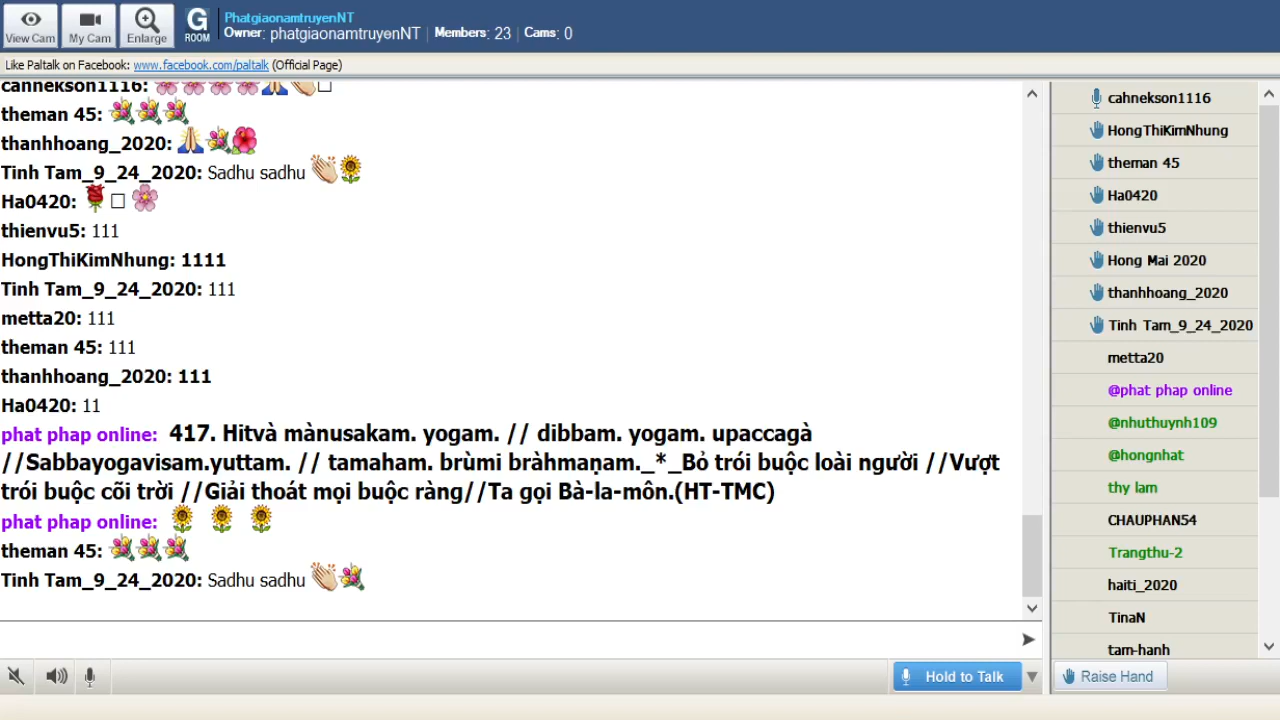 View Cam
My Cam
Enlarge
G
ROOM
PhatgiaonamtruyenNT
Owner: phatgiaonamtruyenNT | Members: 23 | Cams: 0
Like Paltalk on Facebook: www.facebook.com/paltalk (Official Page)
cahnekson1116:
theman 45:
thanhhoang_2020:
Tinh Tam_9_24_2020: Sadhu sadhu
Ha0420:
thienvu5: 111
HongThiKimNhung: 1111
Tinh Tam_9_24_2020: 111
metta20: 111
theman 45: 111
thanhhoang_2020: 111
Ha0420: 11
phat phap online: 417. Hitvà mànusakam. yogam. // dibbam. yogam. upaccagà
//Sabbayogavisam.yuttam. // tamaham. brùmi bràhmaṇam._*_Bỏ trói buộc loài người //Vượt
trói buộc cõi trời //Giải thoát mọi buộc ràng//Ta gọi Bà-la-môn.(HT-TMC)
phat phap online:
theman 45:
Tinh Tam_9_24_2020: Sadhu sadhu
cahnekson1116
HongThiKimNhung
theman 45
Ha0420
thienvu5
Hong Mai 2020
thanhhoang_2020
Tinh Tam_9_24_2020
metta20
@phat phap online
@nhuthuynh109
@hongnhat
thy lam
CHAUPHAN54
Trangthu-2
haiti_2020
TinaN
tam-hanh
Hold to Talk
Raise Hand